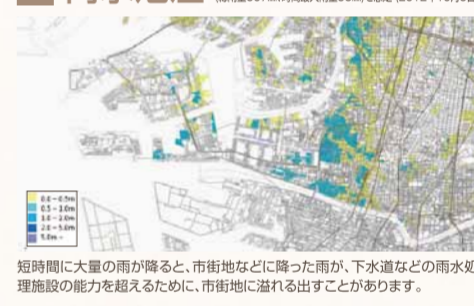 0.0－0.5m
0.5－1.0m
1.0－2.0m
2.0－5.0m
5.0m－
短時間に大量の雨が降ると、市街地などに降った雨が、下水道などの雨水処
理施設の能力を超えるために、市街地に溢れる出すことがあります。